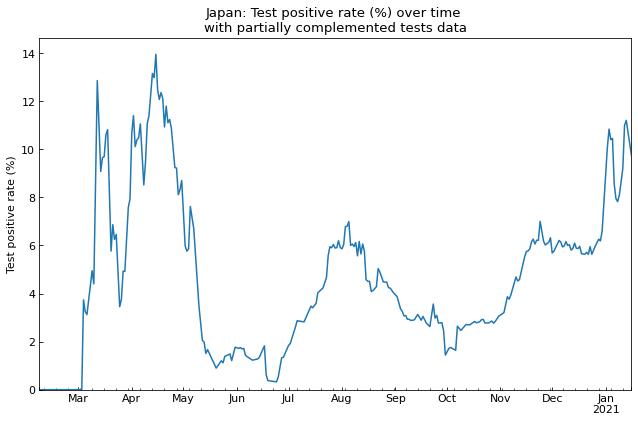 Japan: Test positive rate (%) over time
with partially complemented tests data
Test positive rate (%)
14
12
10
8
6
4
2
0
Mar Apr May Jun Jul Aug Sep Oct Nov Dec Jan
2021